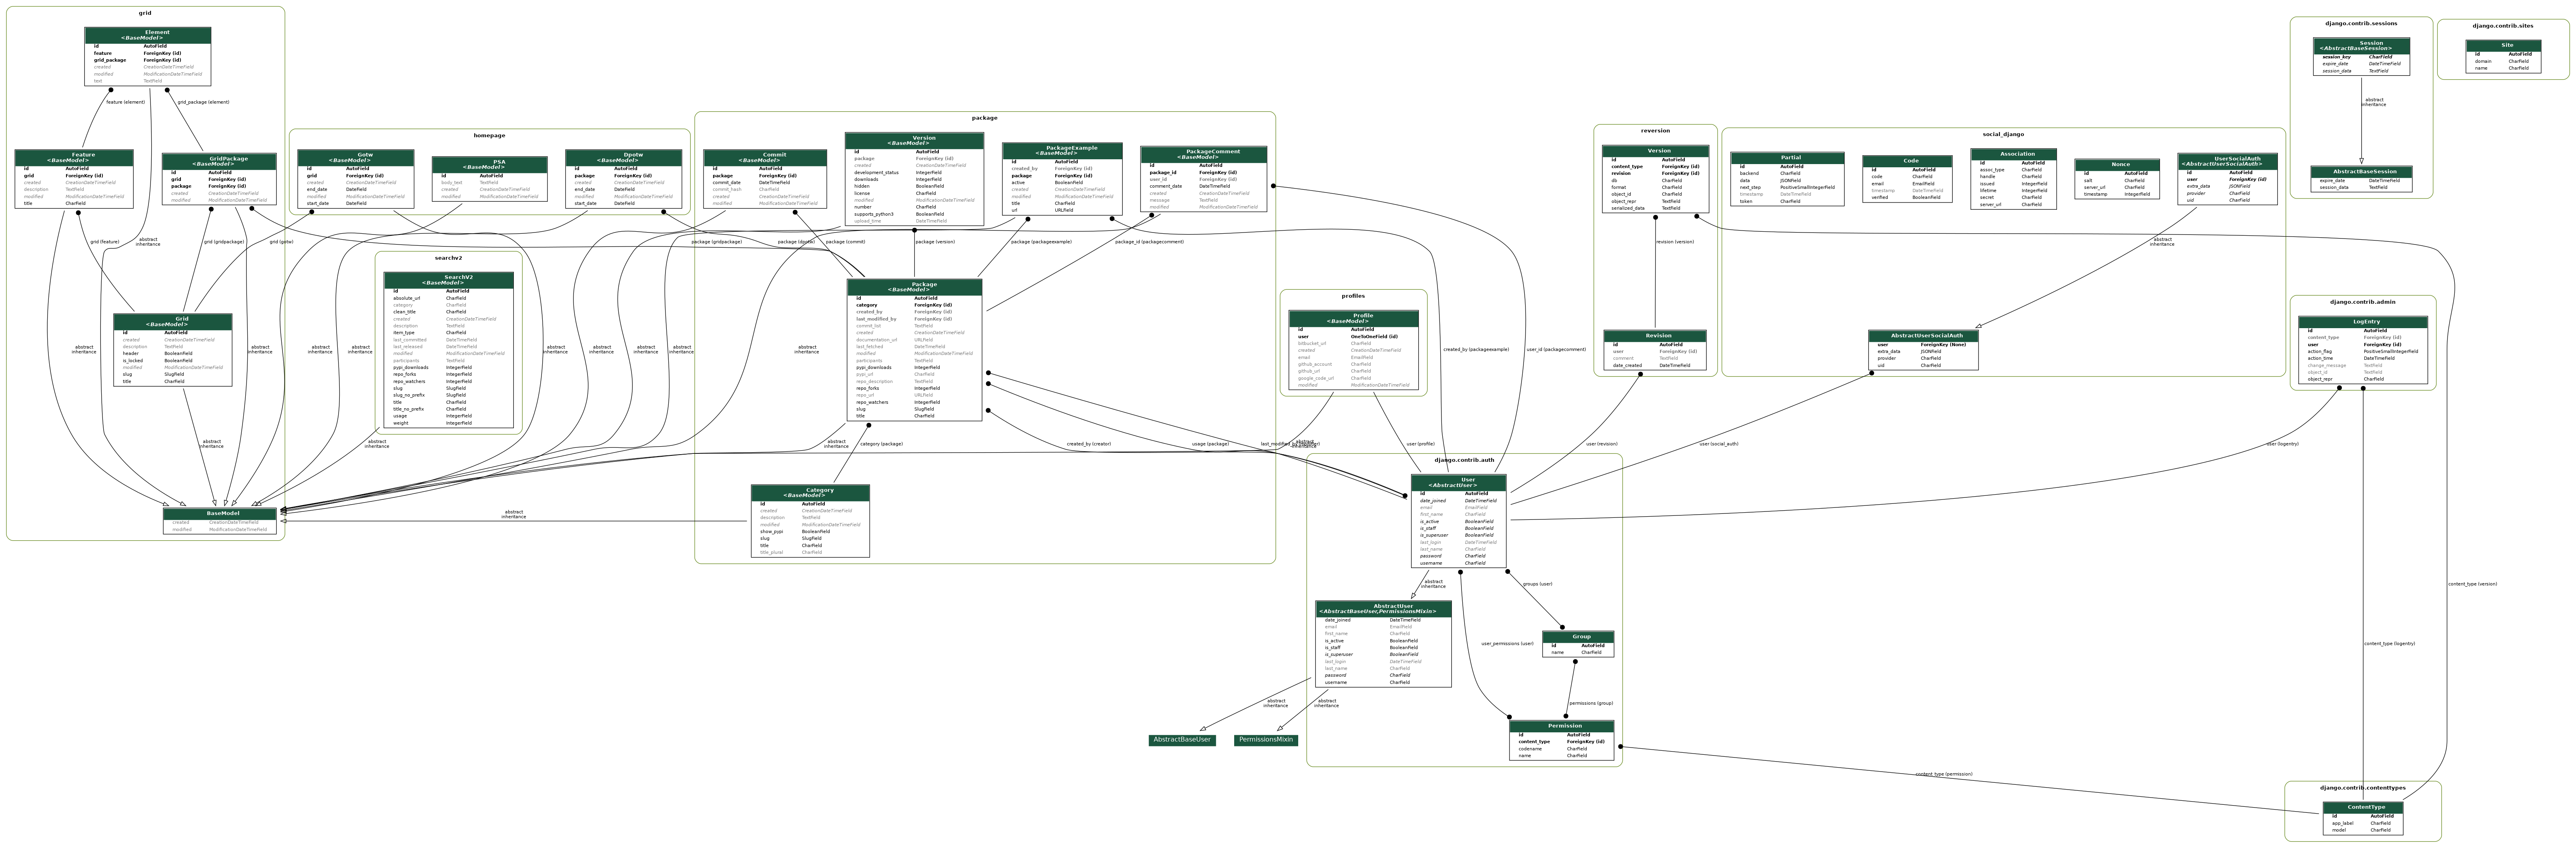 grid
Element
<BaseModel>
id AutoField
feature ForeignKey (id)
grid_package ForeignKey (id)
created CreationDateTimeField
modified ModificationDateTimeField
text TextField
feature (element)
grid_package (element)
Feature
<BaseModel>
id AutoField
grid ForeignKey (id)
created CreationDateTimeField
description TextField
modified ModificationDateTimeField
title CharField
GridPackage
<BaseModel>
id AutoField
grid ForeignKey (id)
package ForeignKey (id)
created CreationDateTimeField
modified ModificationDateTimeField
grid (feature)
abstract
inheritance
grid (gridpackage)
grid (gotw)
Grid
<BaseModel>
id AutoField
created CreationDateTimeField
description TextField
header BooleanField
is_locked BooleanField
modified ModificationDateTimeField
slug SlugField
title CharField
abstract
inheritance
abstract
inheritance
abstract
inheritance
BaseModel
created CreationDateTimeField
modified ModificationDateTimeField
homepage
Gotw
<BaseModel>
id AutoField
grid ForeignKey (id)
created CreationDateTimeField
end_date DateField
modified ModificationDateTimeField
start_date DateField
PSA
<BaseModel>
id AutoField
body_text TextField
created CreationDateTimeField
modified ModificationDateTimeField
Dpotw
<BaseModel>
id AutoField
package ForeignKey (id)
created CreationDateTimeField
end_date DateField
modified ModificationDateTimeField
start_date DateField
searchv2
SearchV2
<BaseModel>
id AutoField
absolute_url CharField
category CharField
clean_title CharField
created CreationDateTimeField
description TextField
item_type CharField
last_committed DateTimeField
last_released DateTimeField
modified ModificationDateTimeField
participants TextField
pypi_downloads IntegerField
repo_forks IntegerField
repo_watchers IntegerField
slug SlugField
slug_no_prefix SlugField
title CharField
title_no_prefix CharField
usage IntegerField
weight IntegerField
abstract
inheritance
abstract
inheritance
abstract
inheritance
abstract
inheritance
abstract
inheritance
abstract
inheritance
abstract
inheritance
package
Commit
<BaseModel>
id AutoField
package ForeignKey (id)
commit_date DateTimeField
commit_hash CharField
created CreationDateTimeField
modified ModificationDateTimeField
Version
<BaseModel>
id AutoField
package ForeignKey (id)
created CreationDateTimeField
development_status IntegerField
downloads IntegerField
hidden BooleanField
license CharField
modified ModificationDateTimeField
number CharField
supports_python3 BooleanField
upload_time DateTimeField
PackageExample
<BaseModel>
id AutoField
created_by ForeignKey (id)
package ForeignKey (id)
active BooleanField
created CreationDateTimeField
modified ModificationDateTimeField
title CharField
url URLField
PackageComment
<BaseModel>
id AutoField
package_id ForeignKey (id)
user_id ForeignKey (id)
comment_date DateTimeField
created CreationDateTimeField
message TextField
modified ModificationDateTimeField
package (gridpackage)
package (dpotw)
package (commit)
package (version)
package (packageexample)
package_id (packagecomment)
Package
<BaseModel>
id AutoField
category ForeignKey (id)
created_by ForeignKey (id)
last_modified_by ForeignKey (id)
commit_list TextField
created CreationDateTimeField
documentation_url URLField
last_fetched DateTimeField
modified ModificationDateTimeField
participants TextField
pypi_downloads IntegerField
pypi_url CharField
repo_description TextField
repo_forks IntegerField
repo_url URLField
repo_watchers IntegerField
slug SlugField
title CharField
abstract
inheritance
abstract
inheritance
category (package)
created_by (creator)
usage (package)
Category
<BaseModel>
id AutoField
created CreationDateTimeField
description TextField
modified ModificationDateTimeField
show_pypi BooleanField
slug SlugField
title CharField
title_plural CharField
abstract
inheritance
profiles
Profile
<BaseModel>
id AutoField
user OneToOneField (id)
bitbucket_url CharField
created CreationDateTimeField
email EmailField
github_account CharField
github_url CharField
google_code_url CharField
modified ModificationDateTimeField
created_by (packageexample)
user_id (packagecomment)
abstract
inheritance
user (profile)
user (revision)
user (social_auth)
user (logentry)
django.contrib.auth
User
<AbstractUser>
id AutoField
date_joined DateTimeField
email EmailField
first_name CharField
is_active BooleanField
is_staff BooleanField
is_superuser BooleanField
last_login DateTimeField
last_name CharField
password CharField
username CharField
abstract
inheritance
groups (user)
AbstractUser
<AbstractBaseUser,PermissionsMixin>
date_joined DateTimeField
email EmailField
first_name CharField
is_active BooleanField
is_staff BooleanField
is_superuser BooleanField
last_login DateTimeField
last_name CharField
password CharField
username CharField
user_permissions (user)
Group
id AutoField
name CharField
abstract
inheritance
abstract
inheritance
permissions (group)
AbstractBaseUser
PermissionsMixin
Permission
id AutoField
content_type ForeignKey (id)
codename CharField
name CharField
content_type (permission)
reversion
Version
id AutoField
content_type ForeignKey (id)
revision ForeignKey (id)
db CharField
format CharField
object_id CharField
object_repr TextField
serialized_data TextField
revision (version)
Revision
id AutoField
user ForeignKey (id)
comment TextField
date_created DateTimeField
social_django
Partial
id AutoField
backend CharField
data JSONField
next_step PositiveSmallIntegerField
timestamp DateTimeField
token CharField
Code
id AutoField
code CharField
email EmailField
timestamp DateTimeField
verified BooleanField
Association
id AutoField
assoc_type CharField
handle CharField
issued IntegerField
lifetime IntegerField
secret CharField
server_url CharField
Nonce
id AutoField
salt CharField
server_url CharField
timestamp IntegerField
UserSocialAuth
<AbstractUserSocialAuth>
id AutoField
user ForeignKey (id)
extra_data JSONField
provider CharField
uid CharField
abstract
inheritance
AbstractUserSocialAuth
user ForeignKey (None)
extra_data JSONField
provider CharField
uid CharField
django.contrib.sessions
Session
<AbstractBaseSession>
session_key CharField
expire_date DateTimeField
session_data TextField
abstract
inheritance
AbstractBaseSession
expire_date DateTimeField
session_data TextField
django.contrib.sites
Site
id AutoField
domain CharField
name CharField
django.contrib.admin
LogEntry
id AutoField
content_type ForeignKey (id)
user ForeignKey (id)
action_flag PositiveSmallIntegerField
action_time DateTimeField
change_message TextField
object_id TextField
object_repr CharField
content_type (version)
content_type (logentry)
django.contrib.contenttypes
ContentType
id AutoField
app_label CharField
model CharField